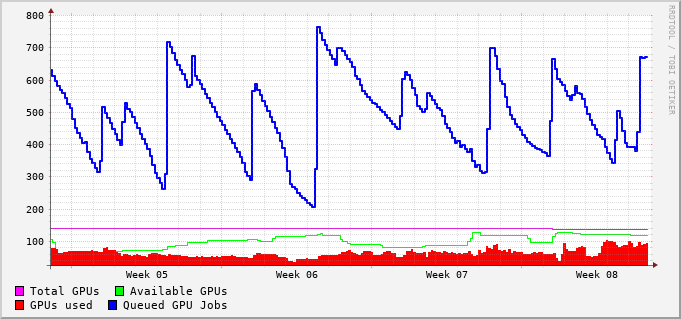 800
700
600
500
400
300
200
100
Week 05 Week 06 Week 07 Week 08
Total GPUs Available GPUs
GPUs used Queued GPU Jobs
RRDTOOL / TOBI OETIKER